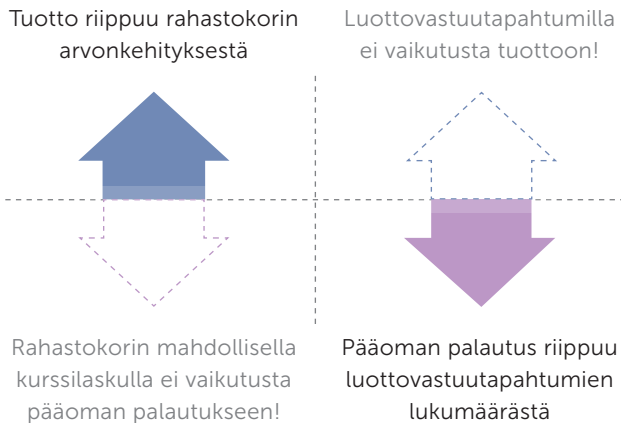 Tuotto riippuu rahastokorin
arvonkehityksestä
Luottovastuutapahtumilla
ei vaikutusta tuottoon!
Rahastokorin mahdollisella
kurssilaskulla ei vaikutusta
pääoman palautukseen!
Pääoman palautus riippuu
luottovastuutapahtumien
lukumäärästä